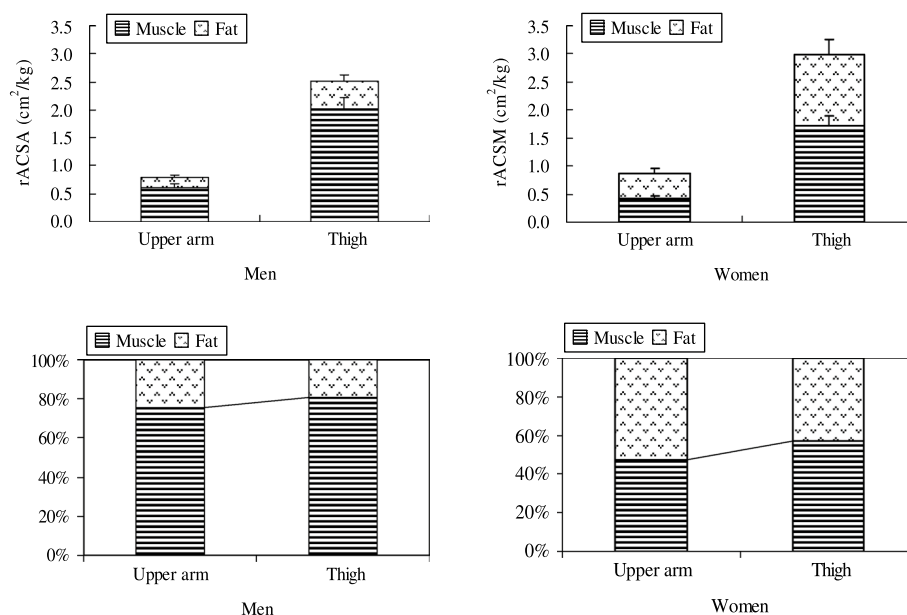 Muscle Fat
rACSA (cm²/kg)
3.5
3.0
2.5
2.0
1.5
1.0
0.5
0.0
Upper arm Thigh
Men
Muscle Fat
rACSM (cm²/kg)
3.5
3.0
2.5
2.0
1.5
1.0
0.5
0.0
Upper arm Thigh
Women
Muscle Fat
100%
80%
60%
40%
20%
0%
Upper arm Thigh
Men
Muscle Fat
100%
80%
60%
40%
20%
0%
Upper arm Thigh
Women